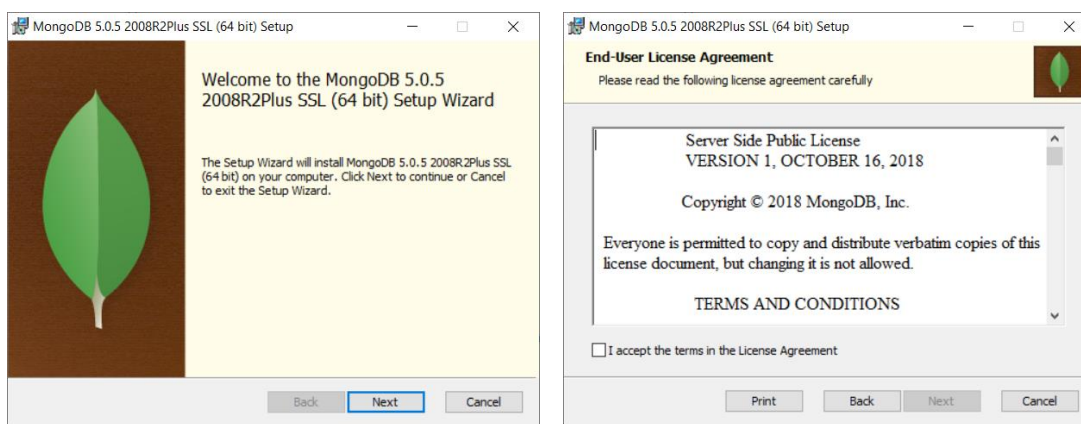 MongoDB 5.0.5 2008R2Plus SSL (64 bit) Setup
Welcome to the MongoDB 5.0.5
2008R2Plus SSL (64 bit) Setup Wizard
The Setup Wizard will install MongoDB 5.0.5 2008R2Plus SSL
(64 bit) on your computer. Click Next to continue or Cancel
to exit the Setup Wizard.
Back Next Cancel
MongoDB 5.0.5 2008R2Plus SSL (64 bit) Setup
End-User License Agreement
Please read the following license agreement carefully
Server Side Public License
VERSION 1, OCTOBER 16, 2018
Copyright © 2018 MongoDB, Inc.
Everyone is permitted to copy and distribute verbatim copies of this
license document, but changing it is not allowed.
TERMS AND CONDITIONS
I accept the terms in the License Agreement
Print Back Next Cancel